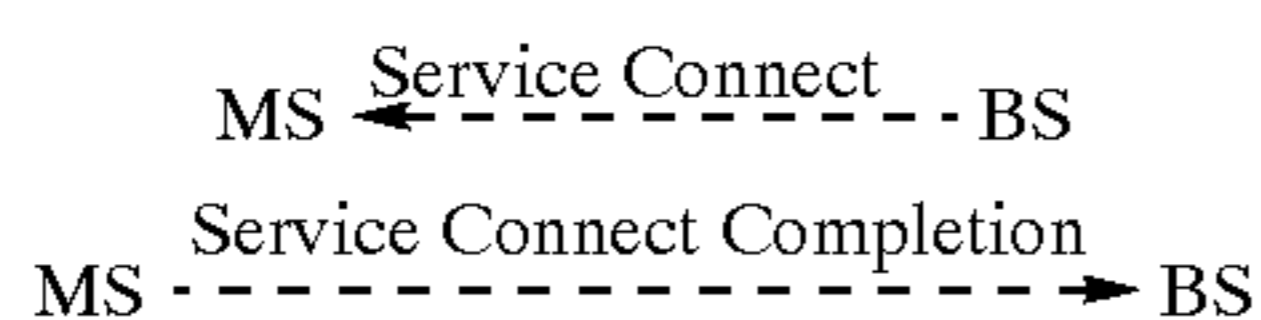 Service Connect
MS BS
Service Connect Completion
MS BS